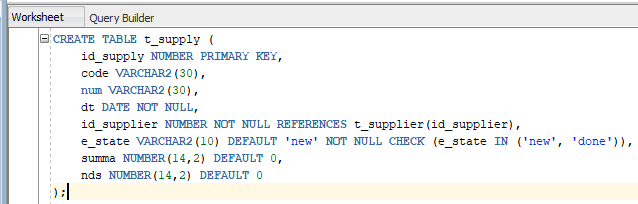 Worksheet Query Builder
CREATE TABLE t_supply (
    id_supply NUMBER PRIMARY KEY,
    code VARCHAR2(30),
    num VARCHAR2(30),
    dt DATE NOT NULL,
    id_supplier NUMBER NOT NULL REFERENCES t_supplier(id_supplier),
    e_state VARCHAR2(10) DEFAULT 'new' NOT NULL CHECK (e_state IN ('new', 'done')),
    summa NUMBER(14,2) DEFAULT 0,
    nds NUMBER(14,2) DEFAULT 0
);